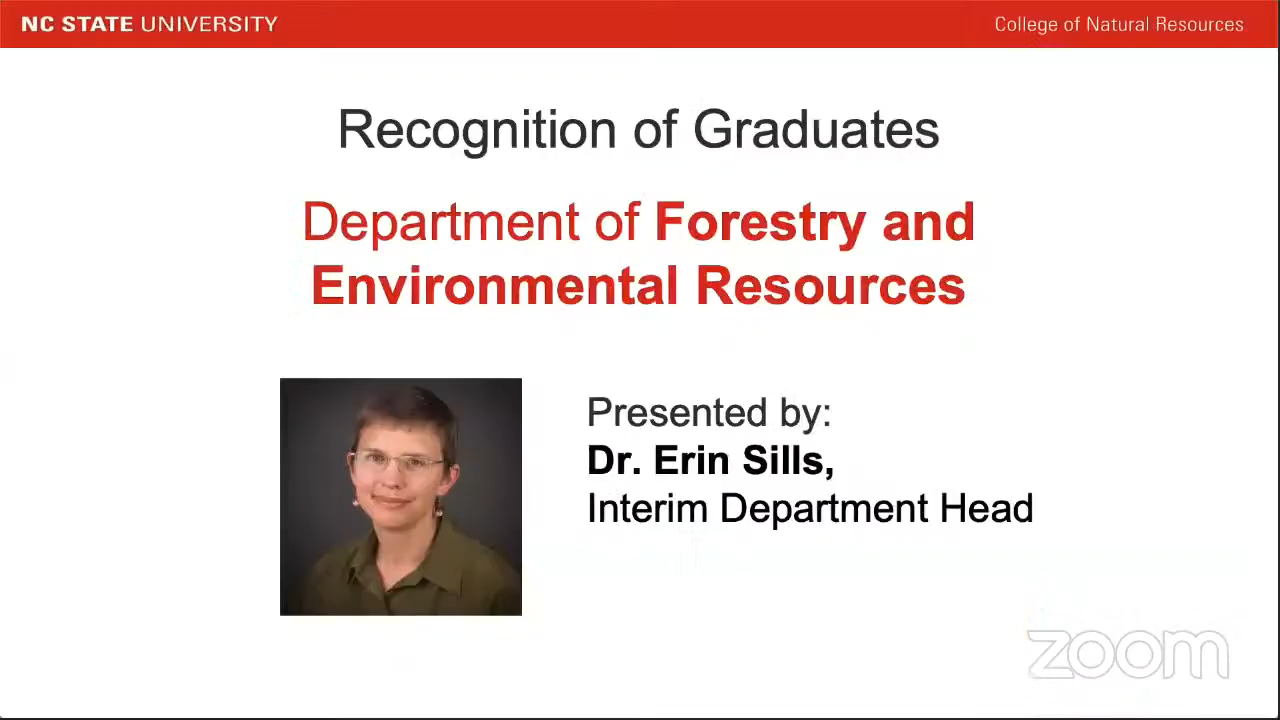 NC STATE UNIVERSITY
College of Natural Resources
Recognition of Graduates
Department of Forestry and
Environmental Resources
Presented by:
Dr. Erin Sills,
Interim Department Head
zoom